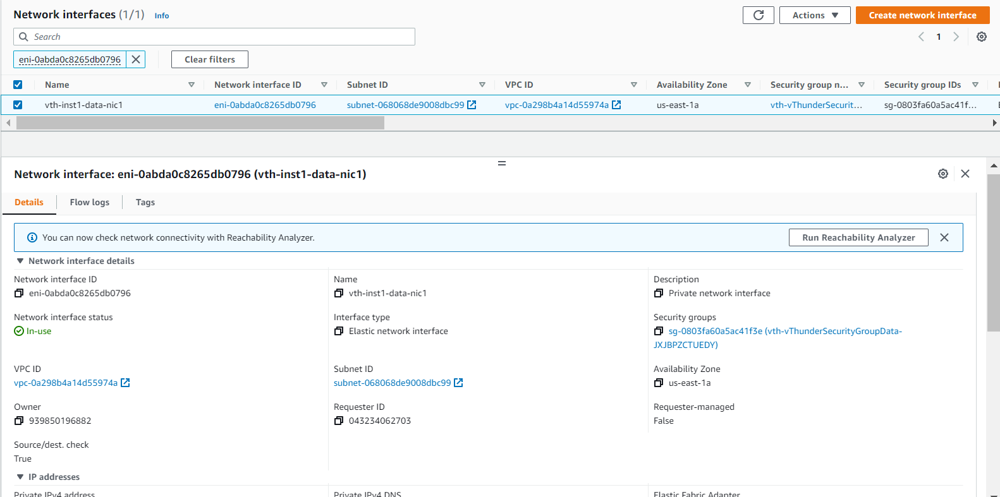 Network interfaces (1/1) Info
Actions
Create network interface
Search
1
eni-0abda0c8265db0796
Clear filters
Name Network interface ID Subnet ID VPC ID Availability Zone Security group n... Security group IDs
vth-inst1-data-nic1 eni-0abda0c8265db0796 subnet-068068de9008dbc99 vpc-0a298b4a14d55974a us-east-1a vth-vThunderSecurit... sg-0803fa60a5ac41f...
Network interface: eni-0abda0c8265db0796 (vth-inst1-data-nic1)
Details Flow logs Tags
You can now check network connectivity with Reachability Analyzer. Run Reachability Analyzer
Network interface details
Network interface ID Name Description
eni-0abda0c8265db0796 vth-inst1-data-nic1 Private network interface
Network interface status Interface type Security groups
In-use Elastic network interface sg-0803fa60a5ac41f3e (vth-vThunderSecurityGroupData-
JXJBPZCTUEDY)
VPC ID Subnet ID Availability Zone
vpc-0a298b4a14d55974a subnet-068068de9008dbc99 us-east-1a
Owner Requester ID Requester-managed
939850196882 043234062703 False
Source/dest. check
True
IP addresses
Private IPv4 address Private IPv4 DNS Elastic Fabric Adapter